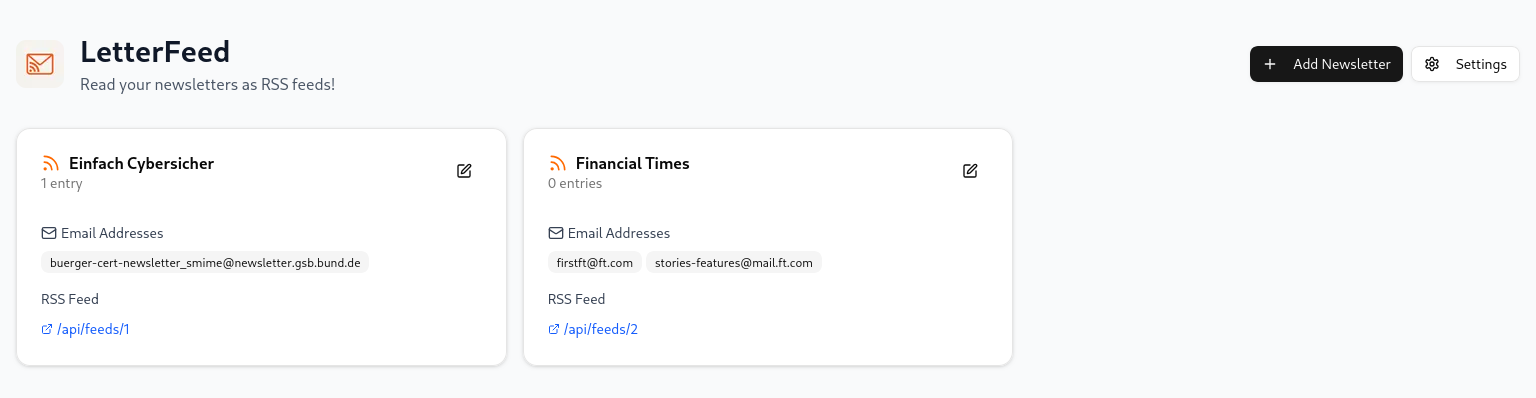 LetterFeed
Read your newsletters as RSS feeds!
Add Newsletter
Settings
Einfach Cybersicher
1 entry
Email Addresses
buerger-cert-newsletter_smime@newsletter.gsb.bund.de
RSS Feed
/api/feeds/1
Financial Times
0 entries
Email Addresses
firstft@ft.com stories-features@mail.ft.com
RSS Feed
/api/feeds/2